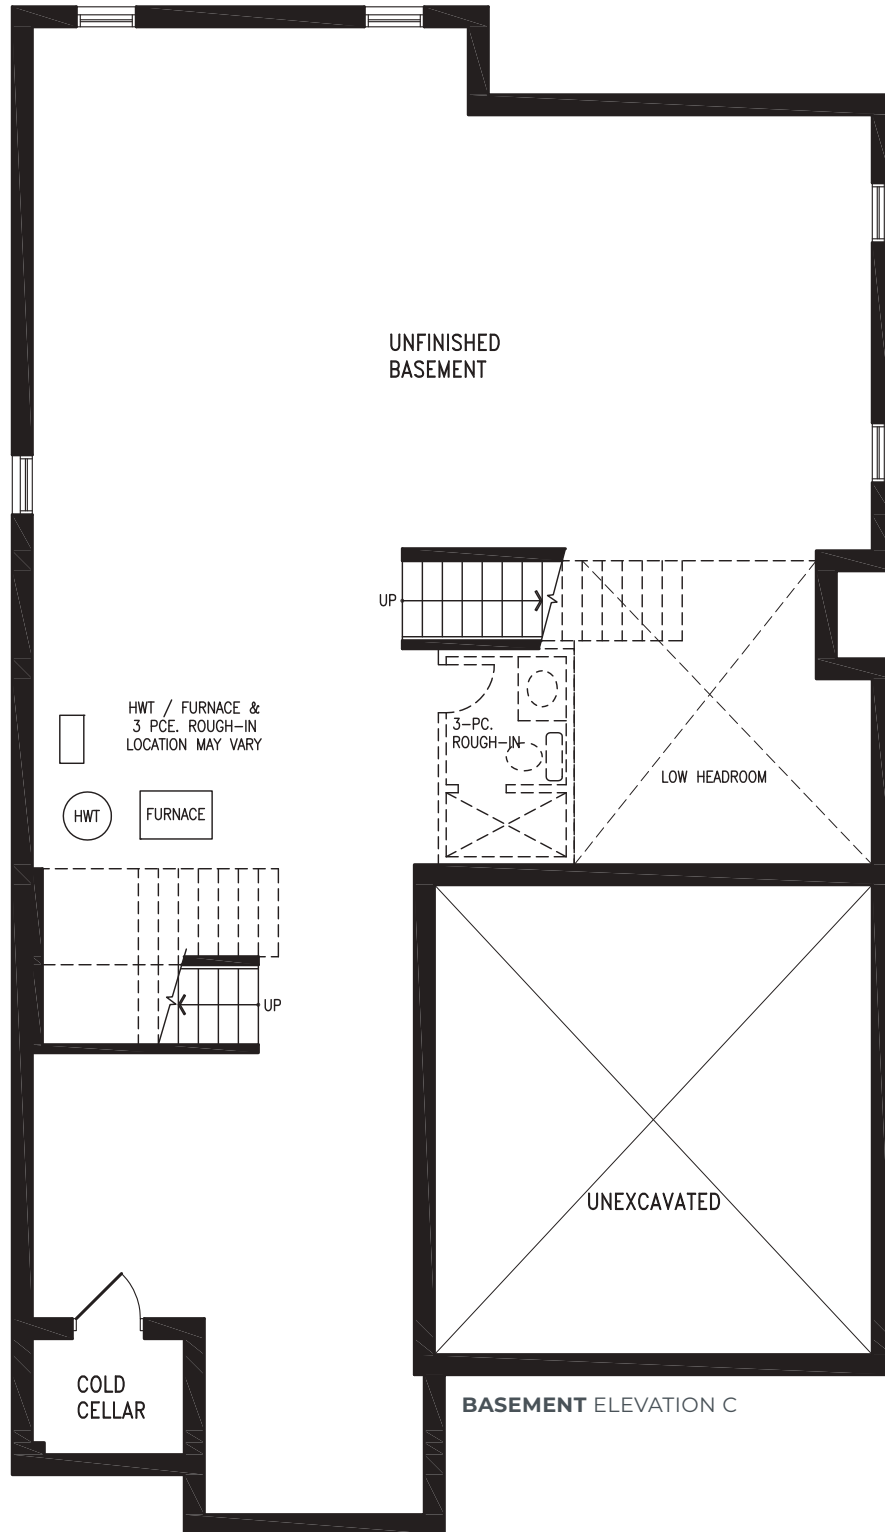 UNFINISHED
BASEMENT
UP
HWT / FURNACE &
3 PCE. ROUGH-IN
LOCATION MAY VARY
3-PC.
ROUGH-IN
LOW HEADROOM
HWT
FURNACE
UP
UNEXCAVATED
COLD
CELLAR
BASEMENT ELEVATION C